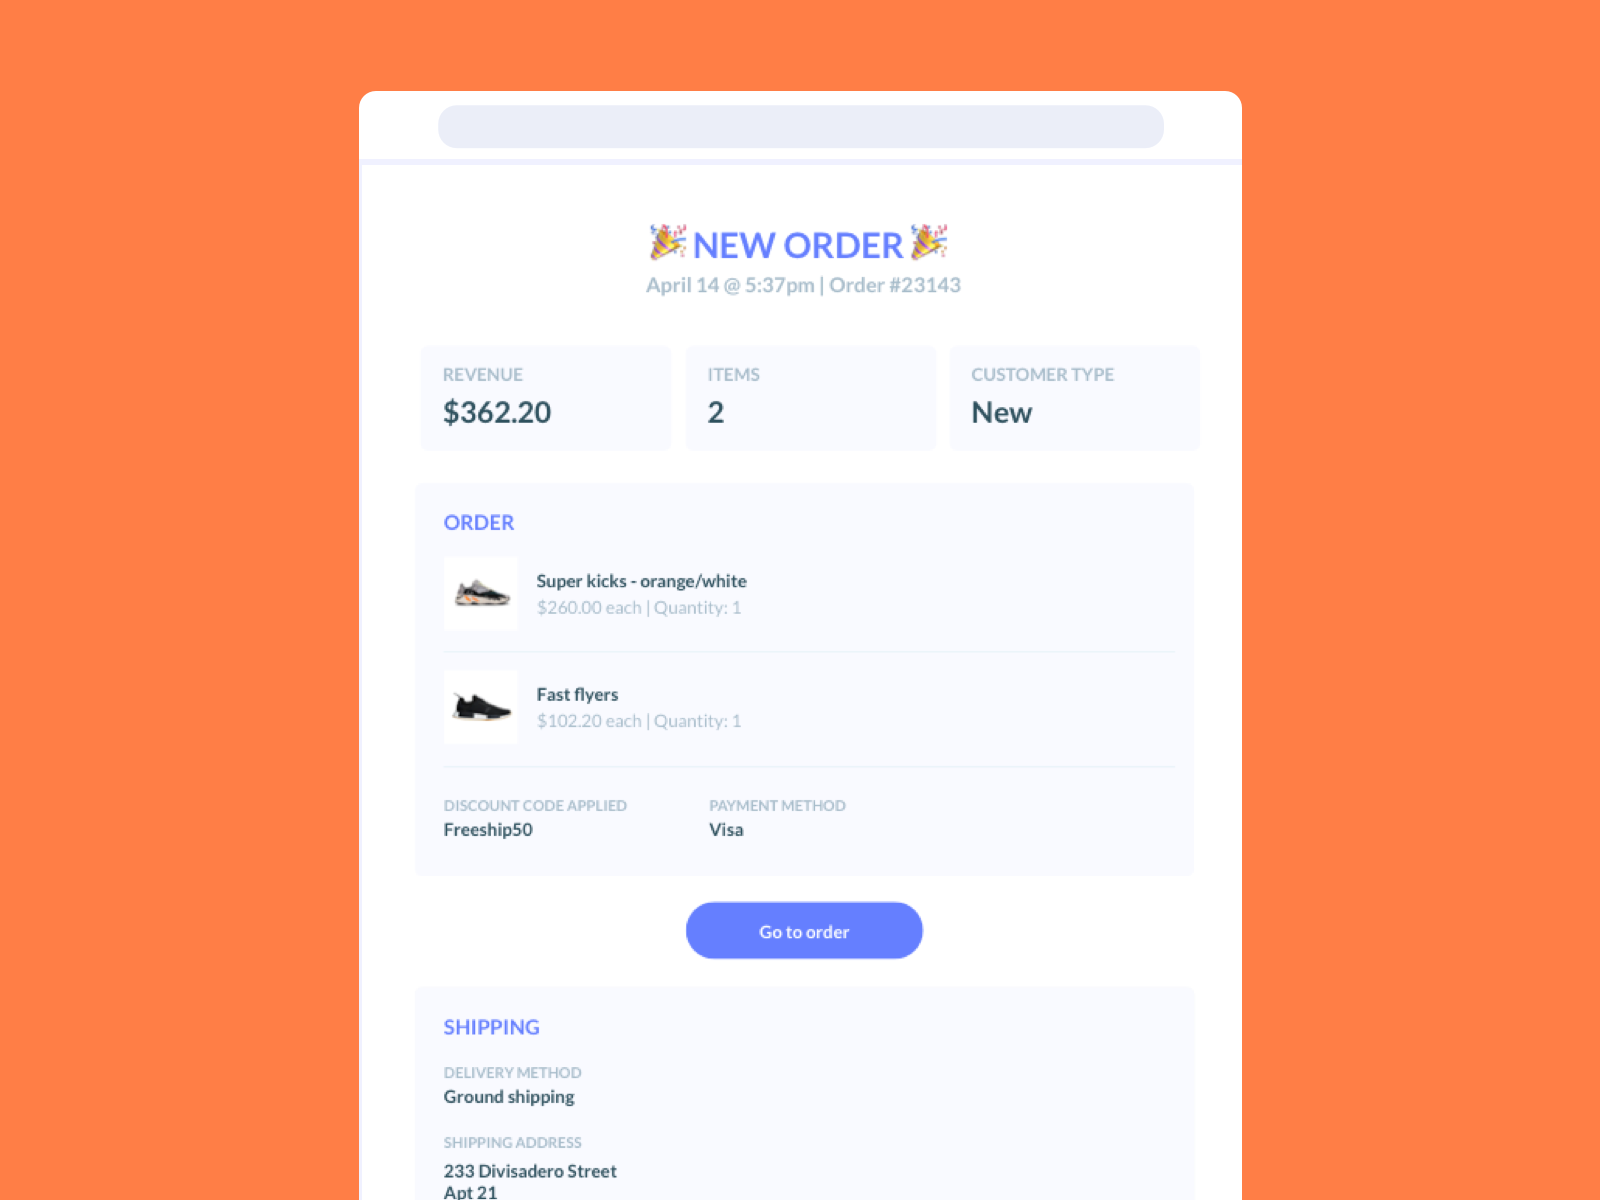 NEW ORDER
April 14 @ 5:37pm | Order #23143
REVENUE
$362.20
ITEMS
2
CUSTOMER TYPE
New
ORDER
Super kicks - orange/white
$260.00 each | Quantity: 1
Fast flyers
$102.20 each | Quantity: 1
DISCOUNT CODE APPLIED
Freeship50
PAYMENT METHOD
Visa
Go to order
SHIPPING
DELIVERY METHOD
Ground shipping
SHIPPING ADDRESS
233 Divisadero Street
Apt 21